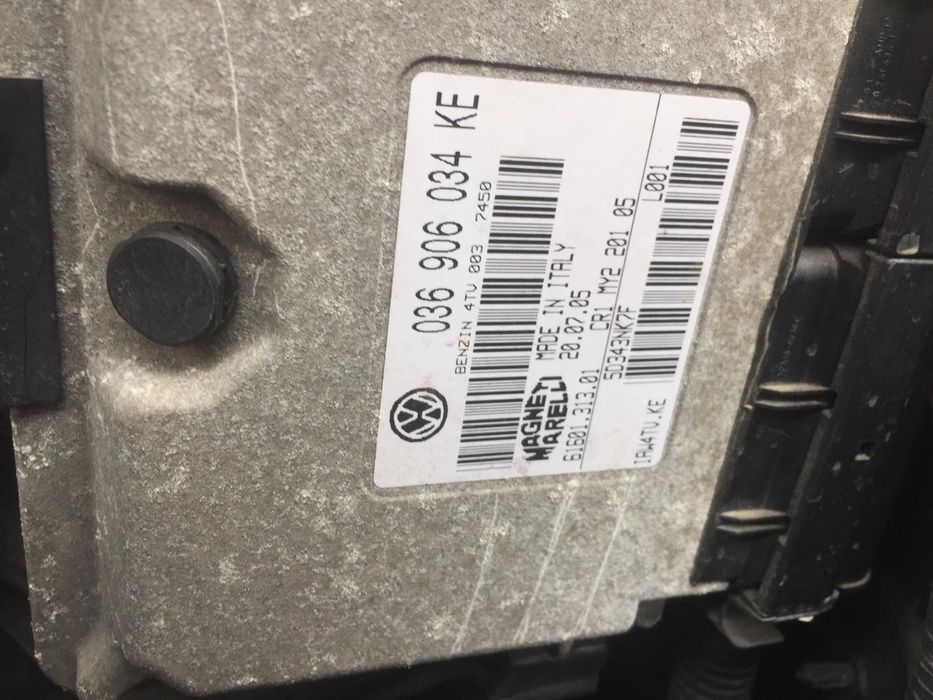 036 906 034 KE
BENZIN 4TV 003 7450
MAGNETI MARELLI
MADE IN ITALY
20.07.05
61601.313.01
CR1 MY2 201 05
5D343NK7F
L001
IAW4TV.KE